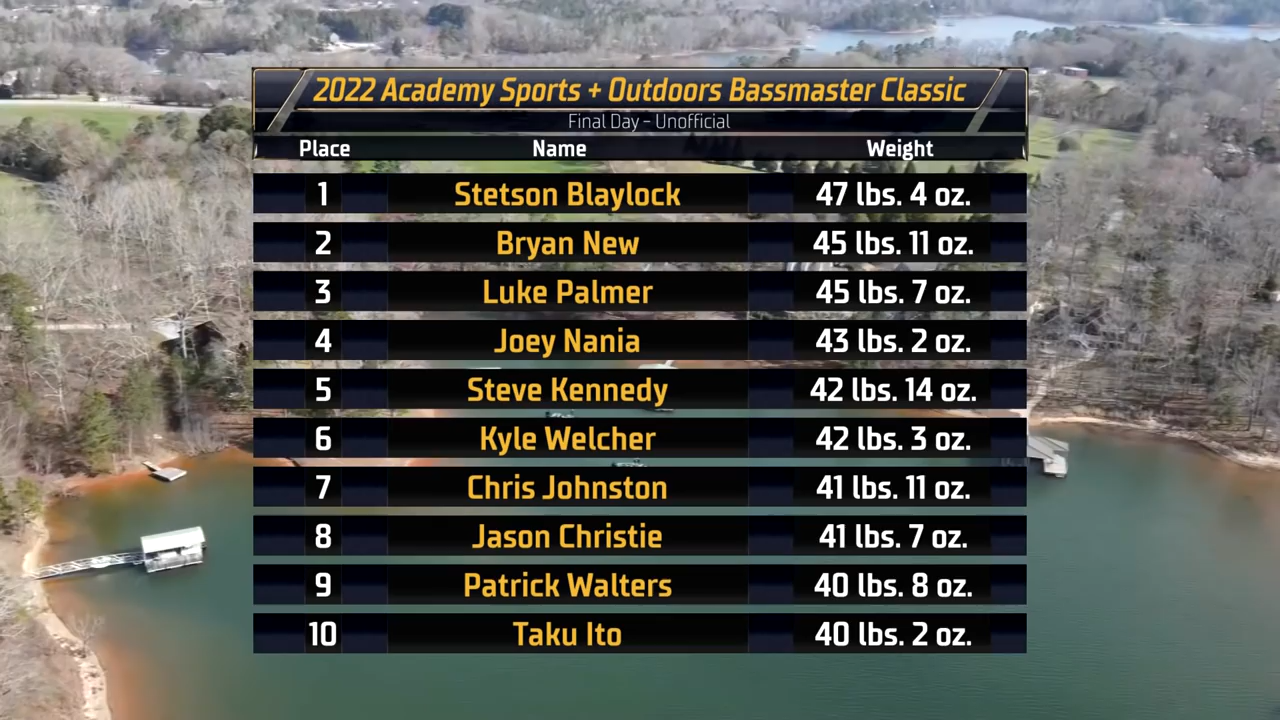 2022 Academy Sports + Outdoors Bassmaster Classic
Final Day – Unofficial
Place Name Weight
1 Stetson Blaylock 47 lbs. 4 oz.
2 Bryan New 45 lbs. 11 oz.
3 Luke Palmer 45 lbs. 7 oz.
4 Joey Nania 43 lbs. 2 oz.
5 Steve Kennedy 42 lbs. 14 oz.
6 Kyle Welcher 42 lbs. 3 oz.
7 Chris Johnston 41 lbs. 11 oz.
8 Jason Christie 41 lbs. 7 oz.
9 Patrick Walters 40 lbs. 8 oz.
10 Taku Ito 40 lbs. 2 oz.